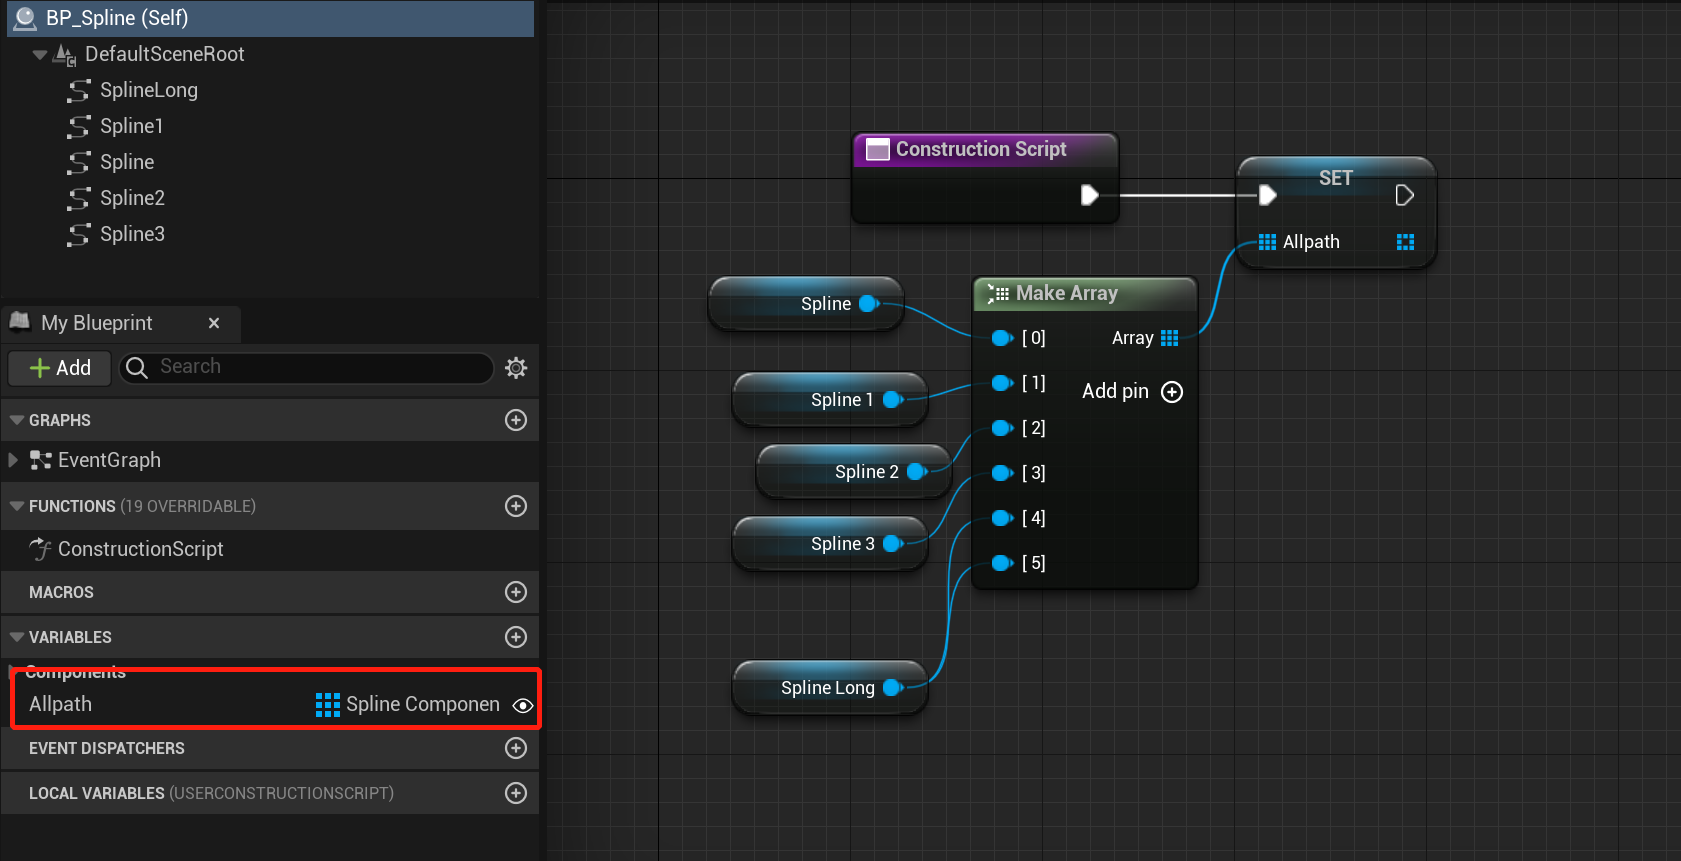 BP_Spline (Self)
DefaultSceneRoot
SplineLong
Spline1
Spline
Spline2
Spline3
My Blueprint
Add
Search
GRAPHS
EventGraph
FUNCTIONS (19 OVERRIDABLE)
ConstructionScript
MACROS
VARIABLES
Components
Allpath Spline Componen
EVENT DISPATCHERS
LOCAL VARIABLES (USERCONSTRUCTIONSCRIPT)
Construction Script
SET
Allpath
Spline
Spline 1
Spline 2
Spline 3
Spline Long
Make Array
[ 0] Array
[ 1] Add pin
[ 2]
[ 3]
[ 4]
[ 5]